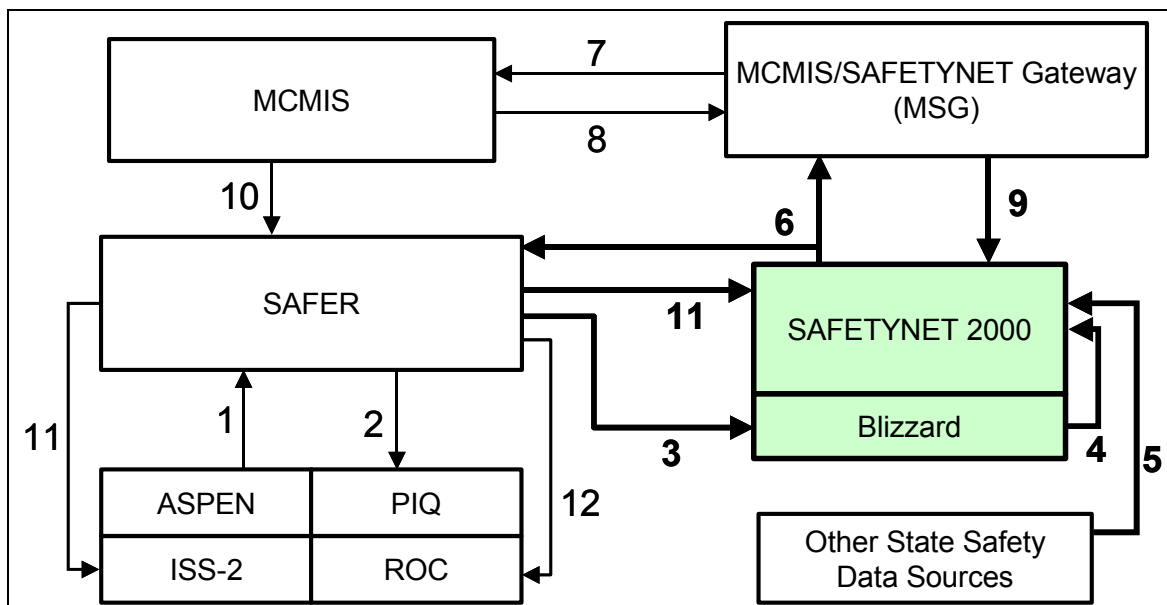 7
MCMIS
MCMIS/SAFETYNET Gateway
(MSG)
8
10
6
9
SAFER
11
SAFETYNET 2000
1
2
11
3
Blizzard
4
5
12
ASPEN
PIQ
ISS-2
ROC
Other State Safety
Data Sources